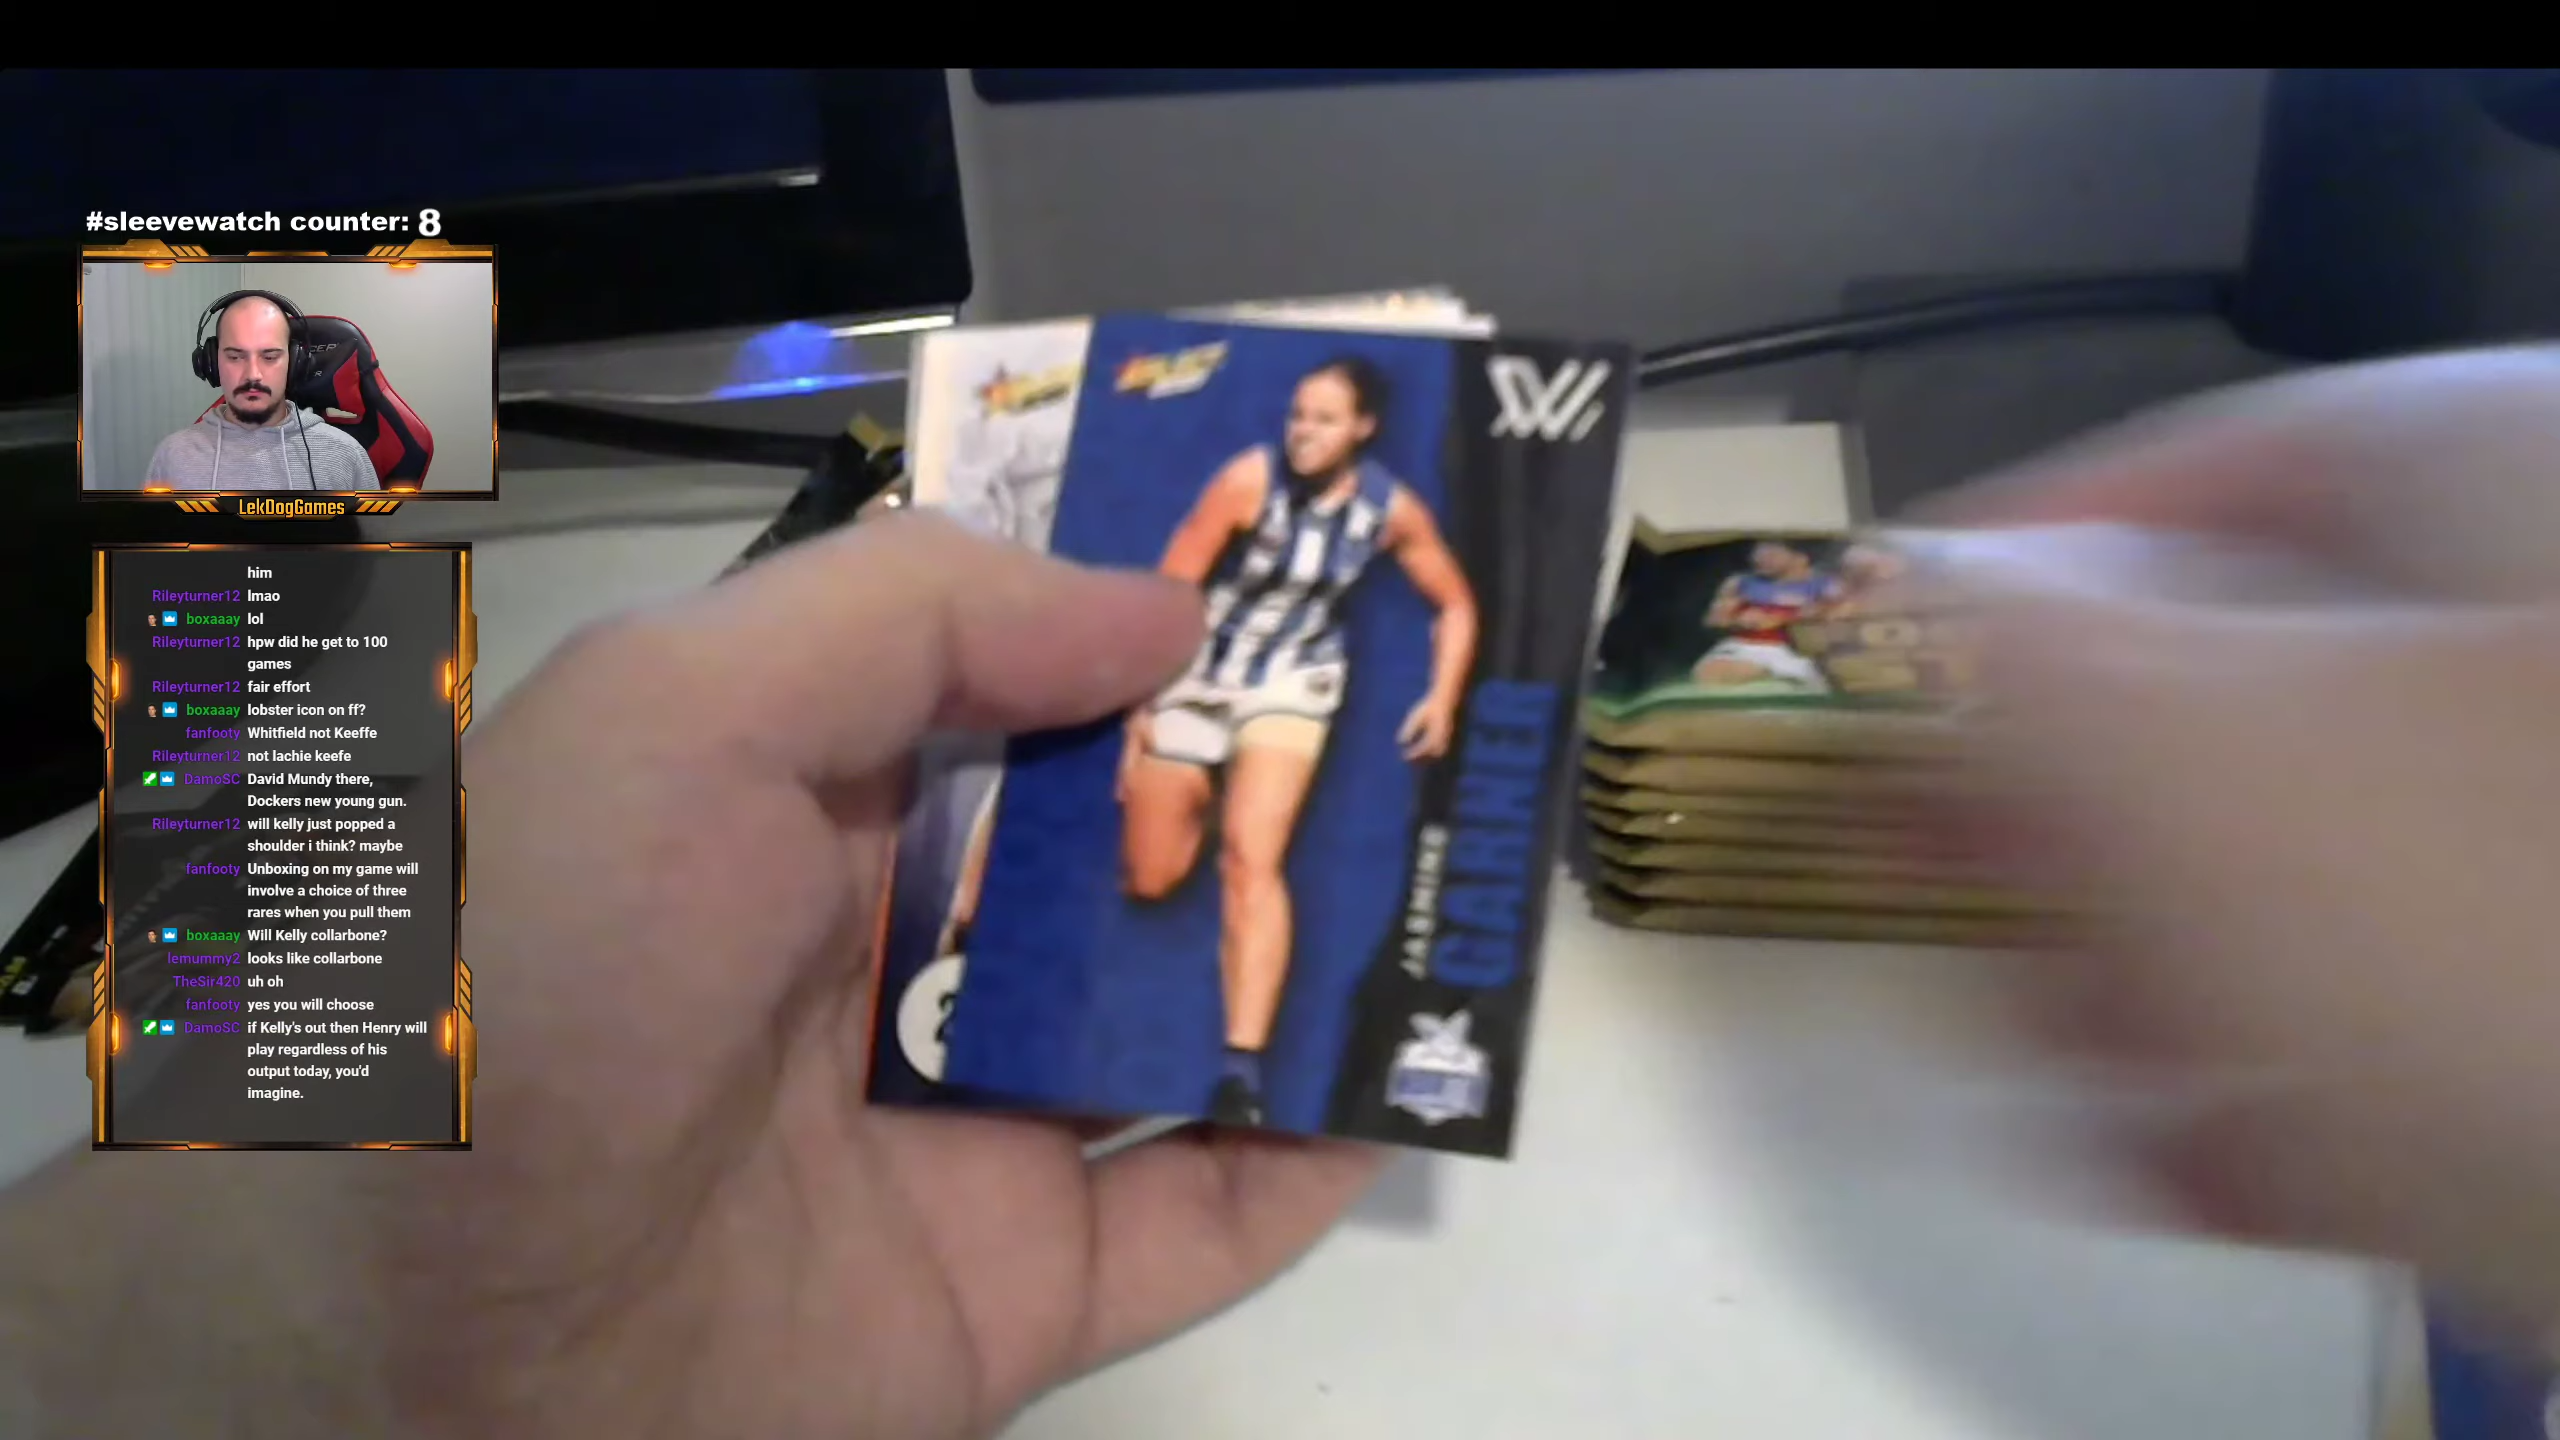 #sleevewatch counter: 8
LekDogGames
him
Rileyturner12 lmao
boxaaay lol
Rileyturner12 hpw did he get to 100
games
Rileyturner12 fair effort
boxaaay lobster icon on ff?
fanfooty Whitfield not Keeffe
Rileyturner12 not lachie keefe
DamoSC David Mundy there,
Dockers new young gun.
Rileyturner12 will kelly just popped a
shoulder i think? maybe
fanfooty Unboxing on my game will
involve a choice of three
rares when you pull them
boxaaay Will Kelly collarbone?
lemummy2 looks like collarbone
TheSir420 uh oh
fanfooty yes you will choose
DamoSC if Kelly's out then Henry will
play regardless of his
output today, you'd
imagine.
JASMINE
GARNER
2